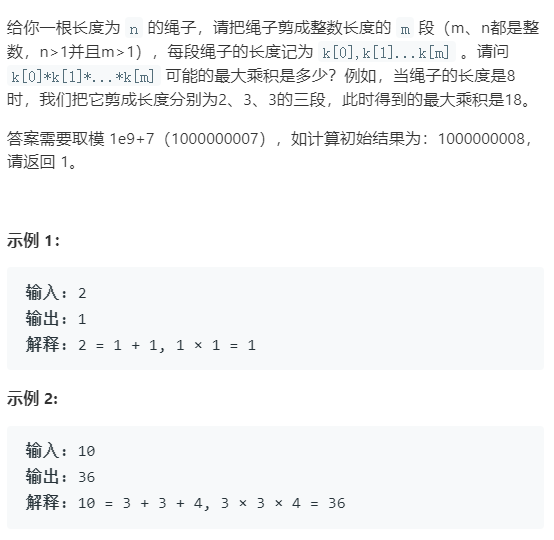 给你一根长度为 n 的绳子，请把绳子剪成整数长度的 m 段（m、n都是整
数，n>1并且m>1），每段绳子的长度记为 k[0],k[1]...k[m] 。请问
k[0]*k[1]*...*k[m] 可能的最大乘积是多少？例如，当绳子的长度是8
时，我们把它剪成长度分别为2、3、3的三段，此时得到的最大乘积是18。
答案需要取模 1e9+7（1000000007），如计算初始结果为：1000000008，
请返回 1。
示例 1：
输入：2
输出：1
解释：2 = 1 + 1, 1 × 1 = 1
示例 2:
输入：10
输出：36
解释：10 = 3 + 3 + 4, 3 × 3 × 4 = 36